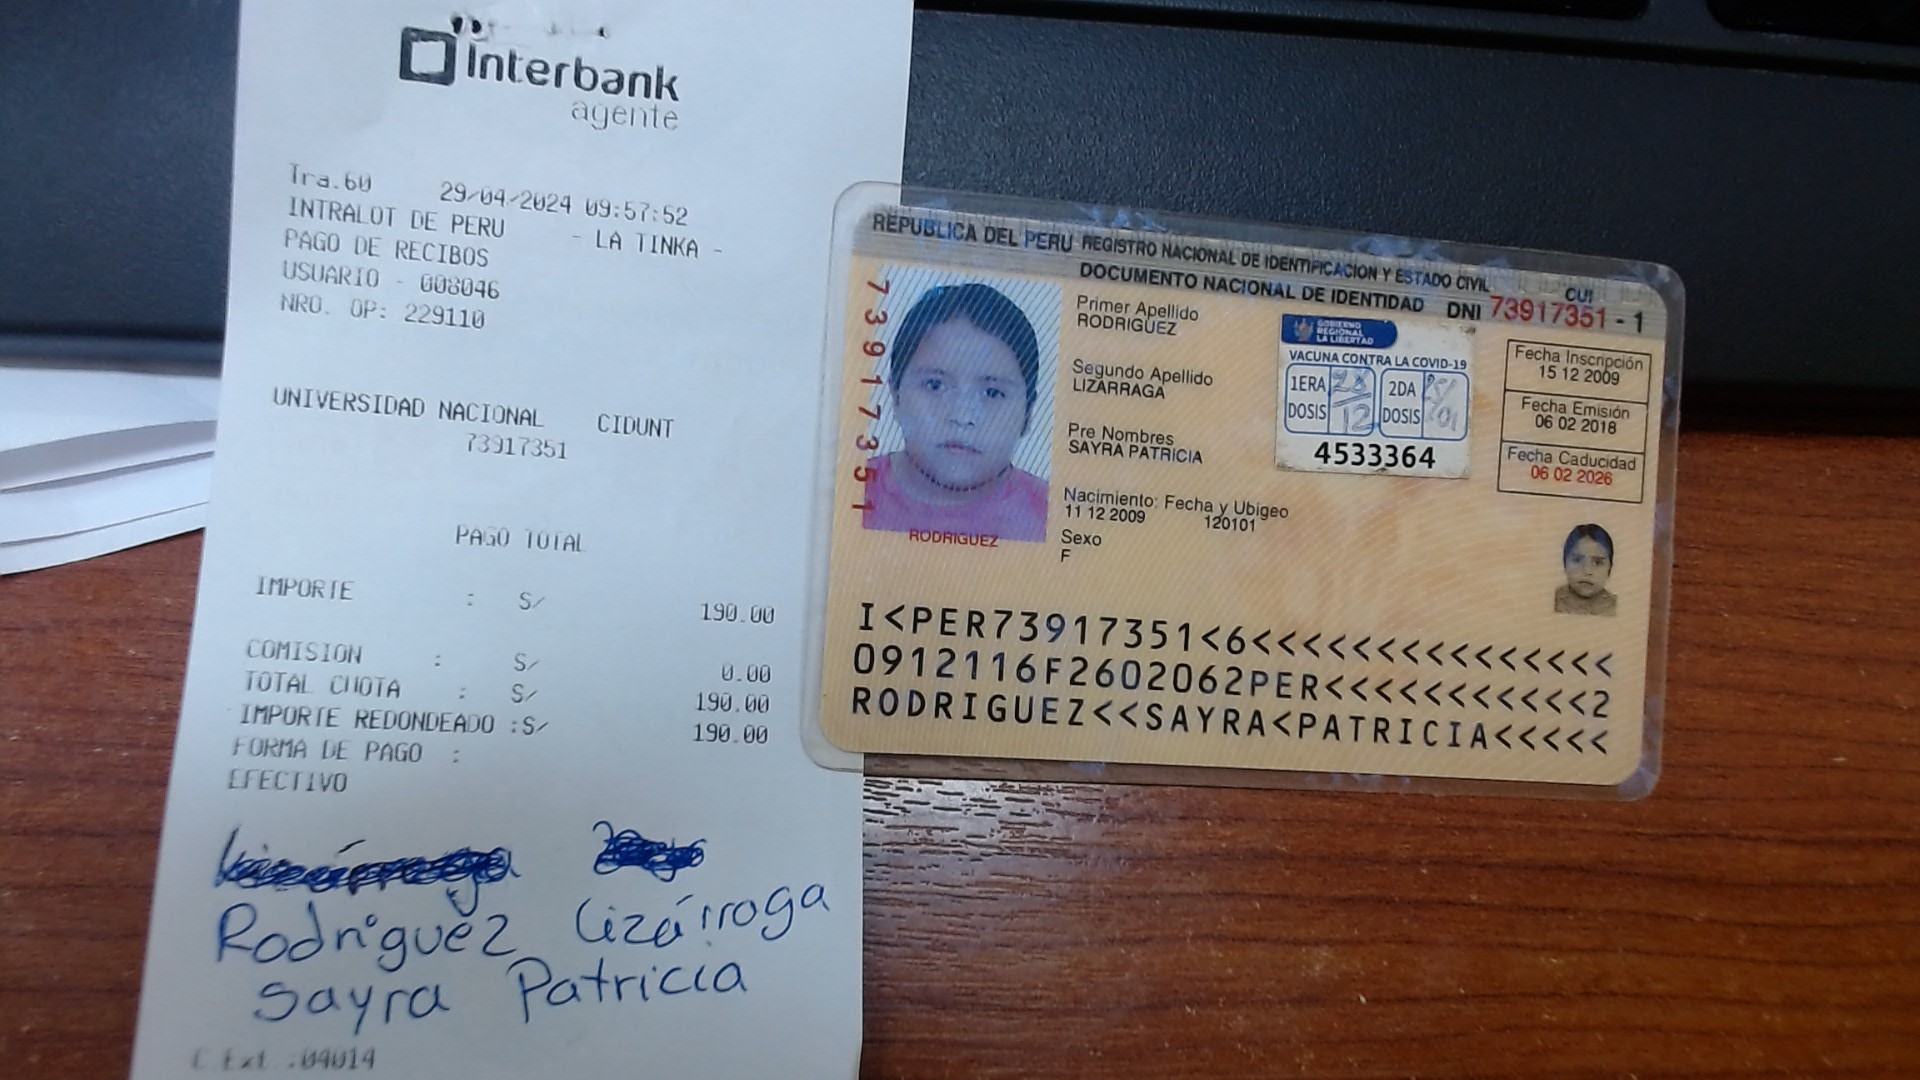 Interbank
agente
Tra.60 29/04/2024 09:57:52
INTRALOT DE PERU - LA TINKA -
PAGO DE RECIBOS
USUARIO - 008046
NRO. OP: 229110
UNIVERSIDAD NACIONAL CIDUNT
73917351
PAGO TOTAL
IMPORTE : S/ 190.00
COMISION : S/ 0.00
TOTAL CUOTA : S/ 190.00
IMPORTE REDONDEADO :S/ 190.00
FORMA DE PAGO :
EFECTIVO
Rodríguez Lizárraga
Sayra Patricia
C.Ext.:04014
REPUBLICA DEL PERU REGISTRO NACIONAL DE IDENTIFICACION Y ESTADO CIVIL
DOCUMENTO NACIONAL DE IDENTIDAD DNI 73917351 - 1
CUI
73917351
RODRIGUEZ
Primer Apellido
RODRIGUEZ
Segundo Apellido
LIZARRAGA
Pre Nombres
SAYRA PATRICIA
Nacimiento: Fecha y Ubigeo
11 12 2009 120101
Sexo
F
GOBIERNO
REGIONAL
LA LIBERTAD
VACUNA CONTRA LA COVID-19
1ERA DOSIS 28/12 2DA DOSIS /01
4533364
Fecha Inscripción
15 12 2009
Fecha Emisión
06 02 2018
Fecha Caducidad
06 02 2026
I<PER73917351<6<<<<<<<<<<<<<<<
0912116F2602062PER<<<<<<<<<<<2
RODRIGUEZ<<SAYRA<PATRICIA<<<<<